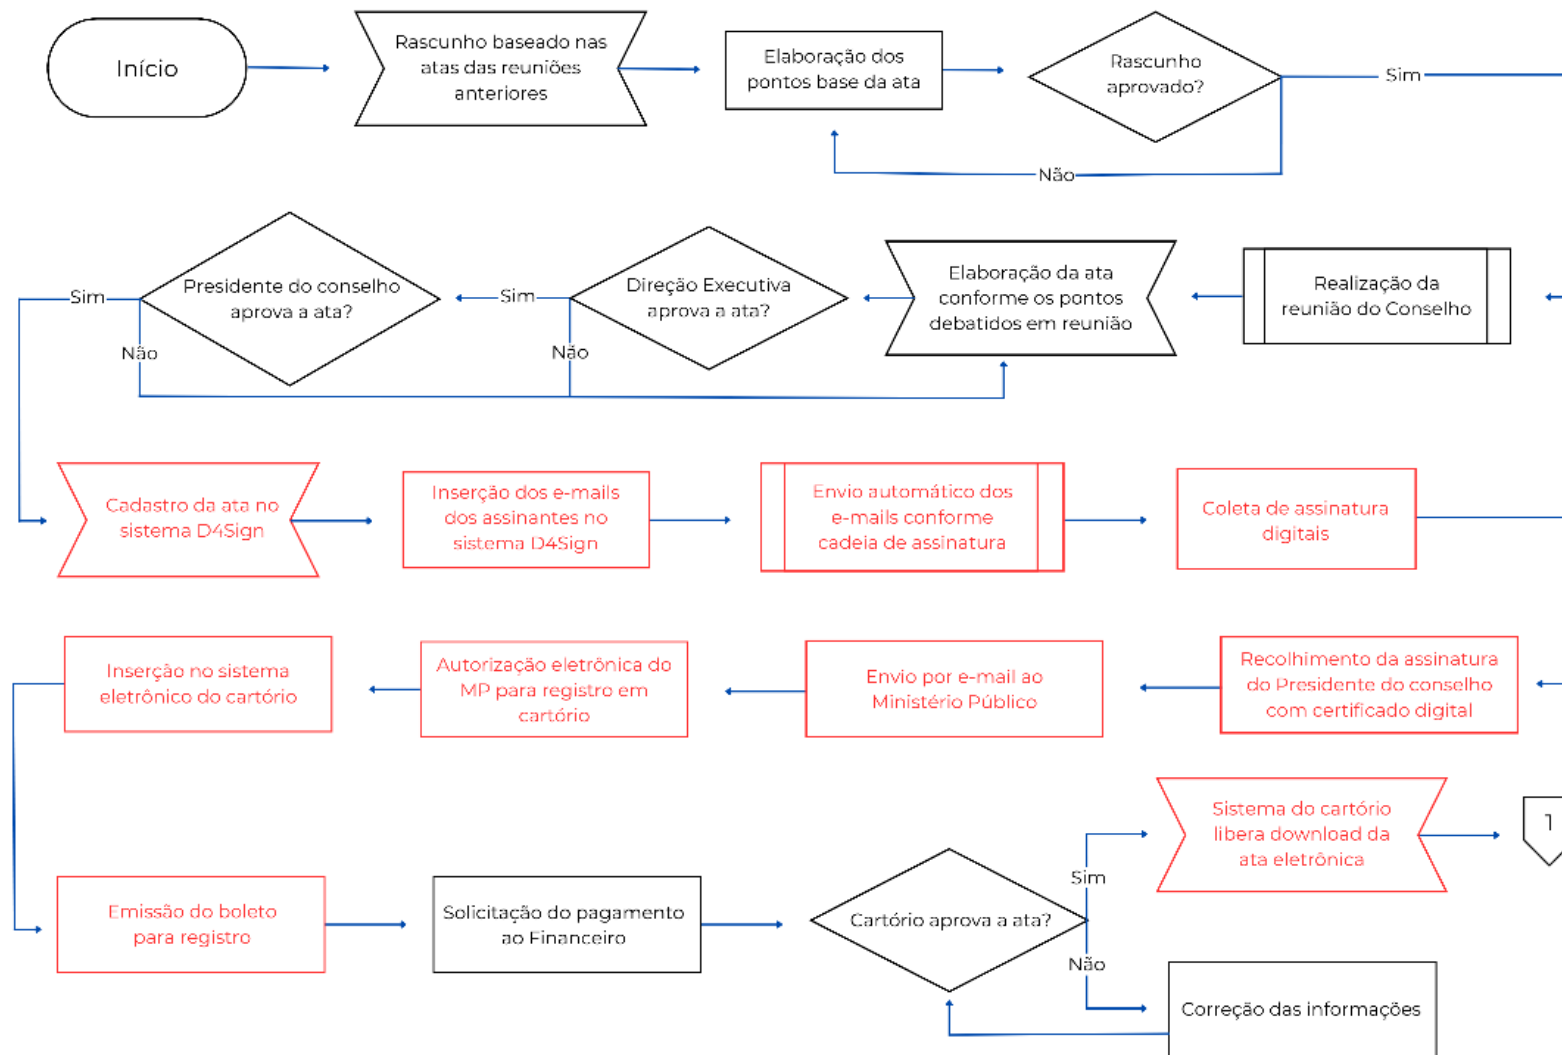 Início
Rascunho baseado nas
atas das reuniões
anteriores
Elaboração dos
pontos base da ata
Rascunho
aprovado?
Sim
Não
Realização da
reunião do Conselho
Elaboração da ata
conforme os pontos
debatidos em reunião
Direção Executiva
aprova a ata?
Sim
Não
Presidente do conselho
aprova a ata?
Sim
Não
Cadastro da ata no
sistema D4Sign
Inserção dos e-mails
dos assinantes no
sistema D4Sign
Envio automático dos
e-mails conforme
cadeia de assinatura
Coleta de assinatura
digitais
Recolhimento da assinatura
do Presidente do conselho
com certificado digital
Envio por e-mail ao
Ministério Público
Autorização eletrônica do
MP para registro em
cartório
Inserção no sistema
eletrônico do cartório
Emissão do boleto
para registro
Solicitação do pagamento
ao Financeiro
Cartório aprova a ata?
Sim
Não
Sistema do cartório
libera download da
ata eletrônica
1
Correção das informações